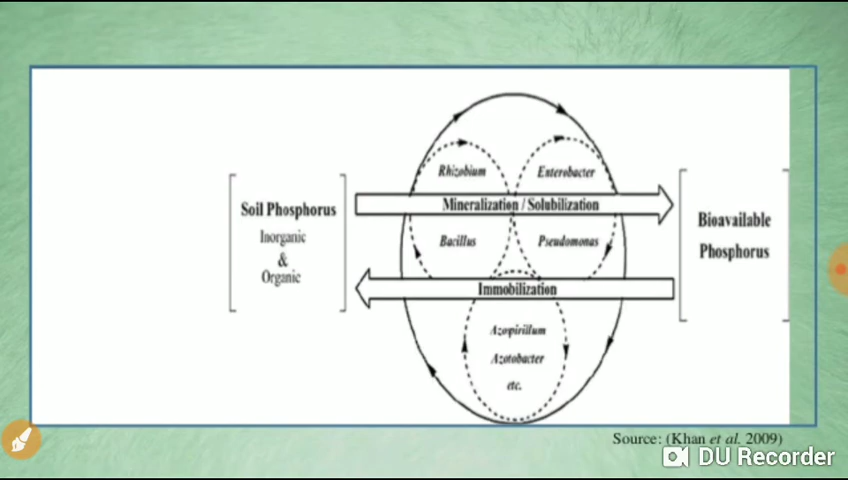 Soil Phosphorus
Inorganic
&
Organic
Rhizobium
Enterobacter
Mineralization / Solubilization
Bacillus
Pseudomonas
Immobilization
Azospirillum
Azotobacter
etc.
Bioavailable
Phosphorus
Source: (Khan et al. 2009)
DU Recorder